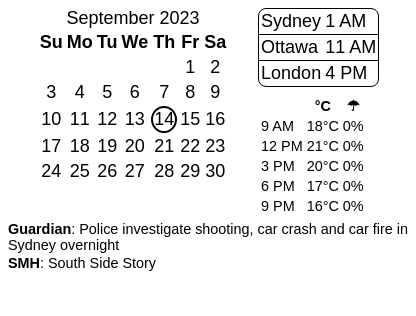 September 2023
Su Mo Tu We Th Fr Sa
1 2
3 4 5 6 7 8 9
10 11 12 13 14 15 16
17 18 19 20 21 22 23
24 25 26 27 28 29 30
Sydney 1 AM
Ottawa 11 AM
London 4 PM
°C ☂
9 AM 18°C 0%
12 PM 21°C 0%
3 PM 20°C 0%
6 PM 17°C 0%
9 PM 16°C 0%
Guardian: Police investigate shooting, car crash and car fire in
Sydney overnight
SMH: South Side Story